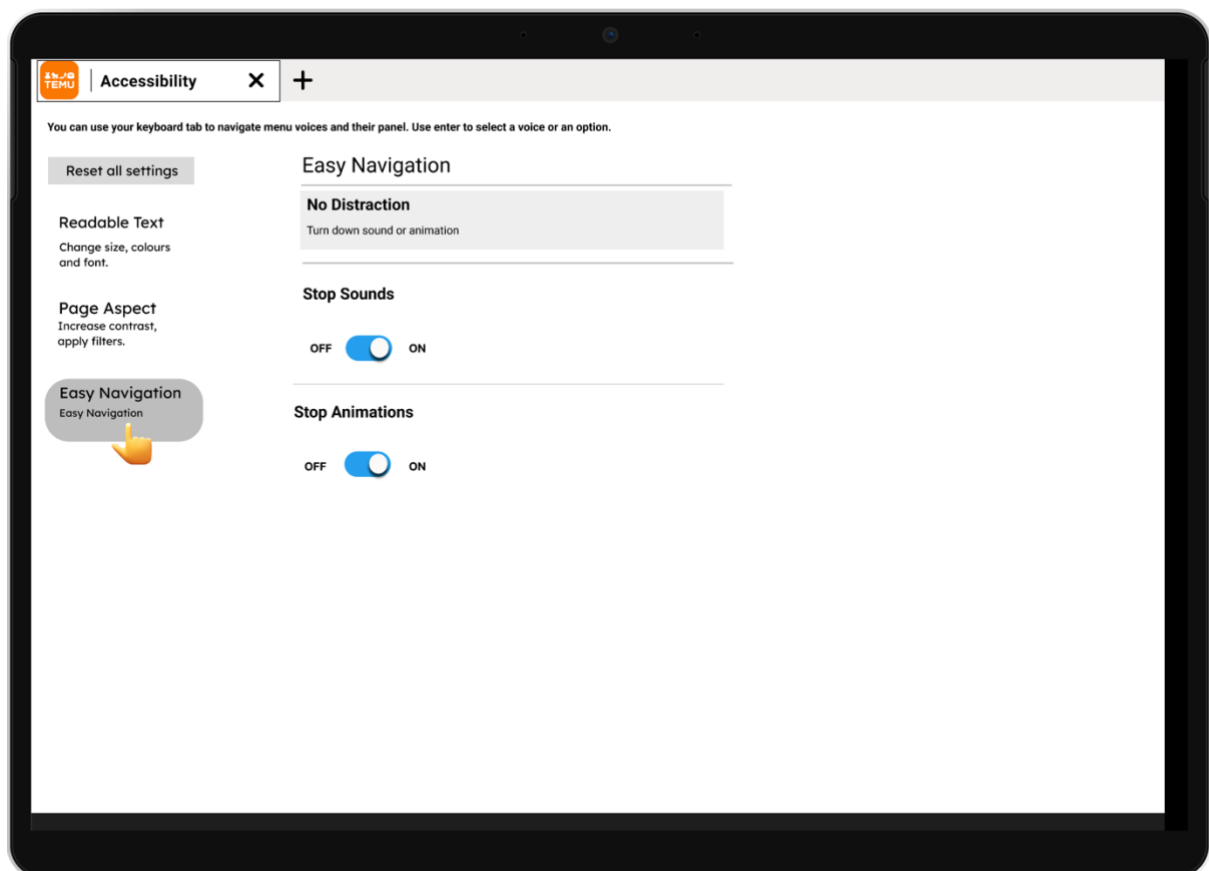 TEMU
Accessibility
You can use your keyboard tab to navigate menu voices and their panel. Use enter to select a voice or an option.
Reset all settings
Readable Text
Change size, colours
and font.
Page Aspect
Increase contrast,
apply filters.
Easy Navigation
Easy Navigation
Easy Navigation
No Distraction
Turn down sound or animation
Stop Sounds
OFF ON
Stop Animations
OFF ON